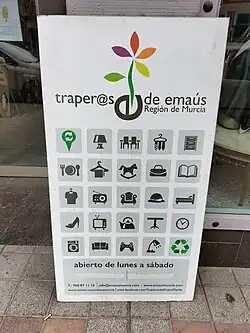 traper@s de emaús
Región de Murcia
abierto de lunes a sábado